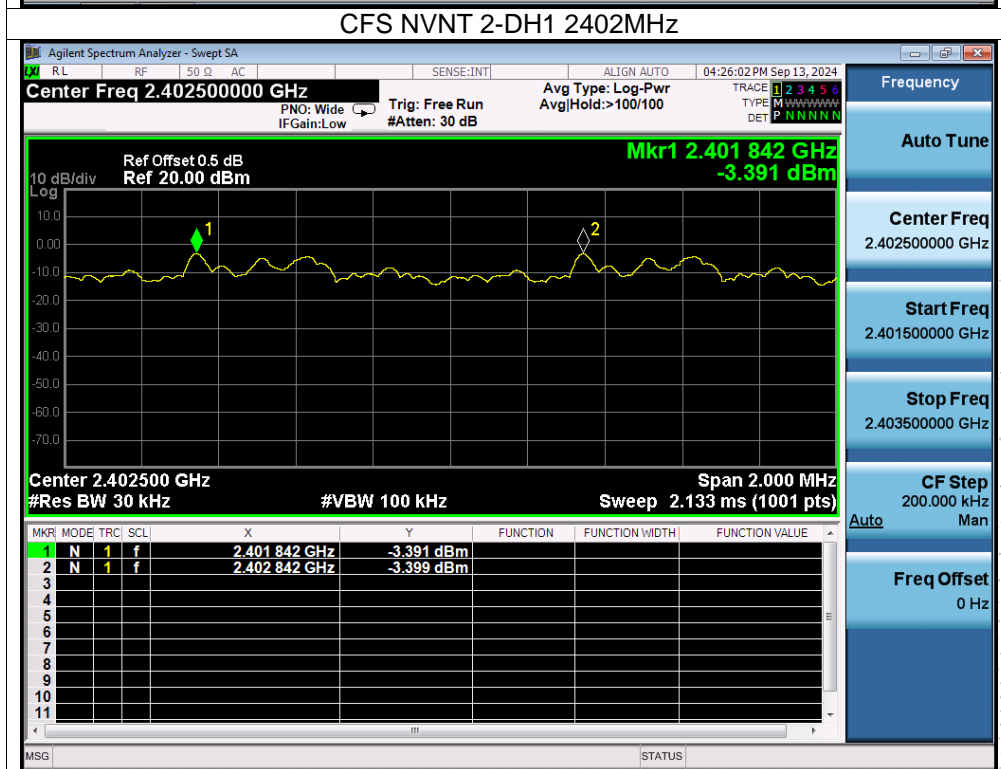 CFS NVNT 2-DH1 2402MHz
Agilent Spectrum Analyzer - Swept SA
LXI RL RF 50 Ω AC SENSE:INT ALIGN AUTO 04:26:02 PM Sep 13, 2024
Center Freq 2.402500000 GHz
PNO: Wide
IFGain:Low
Trig: Free Run
#Atten: 30 dB
Avg Type: Log-Pwr
Avg|Hold:>100/100
TRACE 1 2 3 4 5 6
TYPE M WWWWW
DET P N N N N N
Mkr1 2.401 842 GHz
-3.391 dBm
Ref Offset 0.5 dB
10 dB/div Ref 20.00 dBm
Log
10.0
0.00
-10.0
-20.0
-30.0
-40.0
-50.0
-60.0
-70.0
1
2
Center 2.402500 GHz Span 2.000 MHz
#Res BW 30 kHz #VBW 100 kHz Sweep 2.133 ms (1001 pts)
MKR MODE TRC SCL X Y FUNCTION FUNCTION WIDTH FUNCTION VALUE
1 N 1 f 2.401 842 GHz -3.391 dBm
2 N 1 f 2.402 842 GHz -3.399 dBm
3
4
5
6
7
8
9
10
11
MSG STATUS
Frequency
Auto Tune
Center Freq
2.402500000 GHz
Start Freq
2.401500000 GHz
Stop Freq
2.403500000 GHz
CF Step
200.000 kHz
Auto Man
Freq Offset
0 Hz